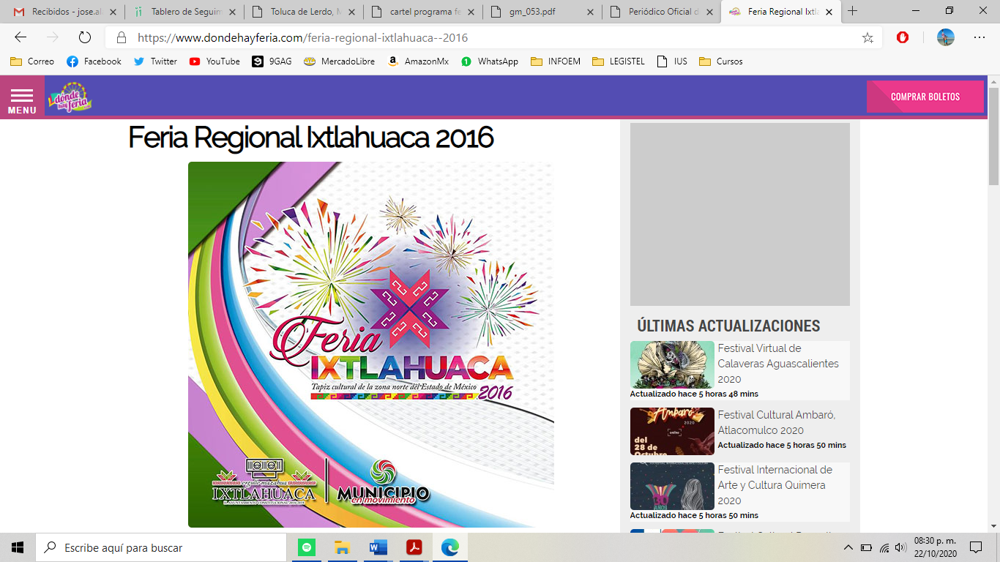 Recibidos - jose.al
Tablero de Seguim
Toluca de Lerdo, M
cartel programa fe
gm_053.pdf
Periódico Oficial d
Feria Regional Ixtla
https://www.dondehayferia.com/feria-regional-ixtlahuaca--2016
Correo
Facebook
Twitter
YouTube
9GAG
MercadoLibre
AmazonMx
WhatsApp
INFOEM
LEGISTEL
IUS
Cursos
MENU
dónde
hay
feria
COMPRAR BOLETOS
Feria Regional Ixtlahuaca 2016
Feria
IXTLAHUACA
Tapiz cultural de la zona norte del Estado de México
2016
orgullo mazahua
IXTLAHUACA
H. AYUNTAMIENTO CONSTITUCIONAL 2016-2018
MUNICIPIO
en movimiento
ÚLTIMAS ACTUALIZACIONES
Festival Virtual de
Calaveras Aguascalientes
2020
Actualizado hace 5 horas 48 mins
Ambaró
2020
online
del
28 de
Octubre
Festival Cultural Ambaró,
Atlacomulco 2020
Actualizado hace 5 horas 50 mins
30
AÑOS
Festival Internacional de
Arte y Cultura Quimera
2020
Actualizado hace 5 horas 50 mins
Escribe aquí para buscar
08:30 p. m.
22/10/2020